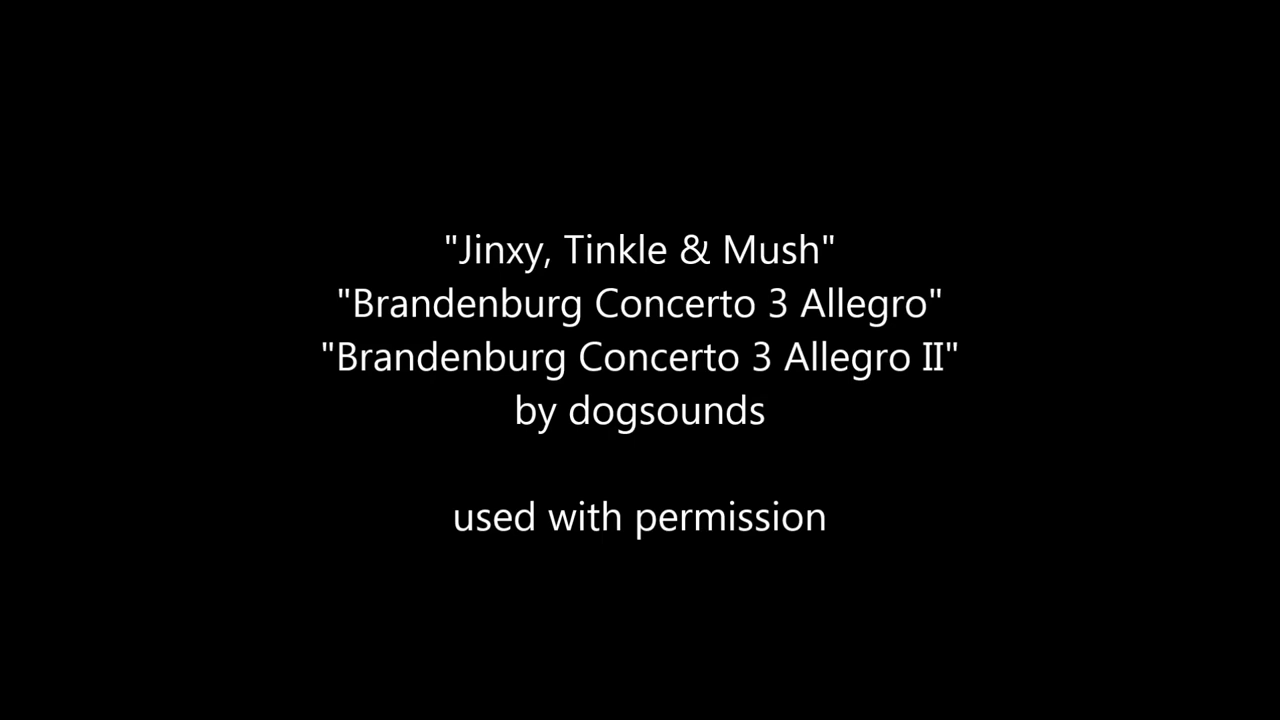 "Jinxy, Tinkle & Mush"
"Brandenburg Concerto 3 Allegro"
"Brandenburg Concerto 3 Allegro II"
by dogsounds
used with permission